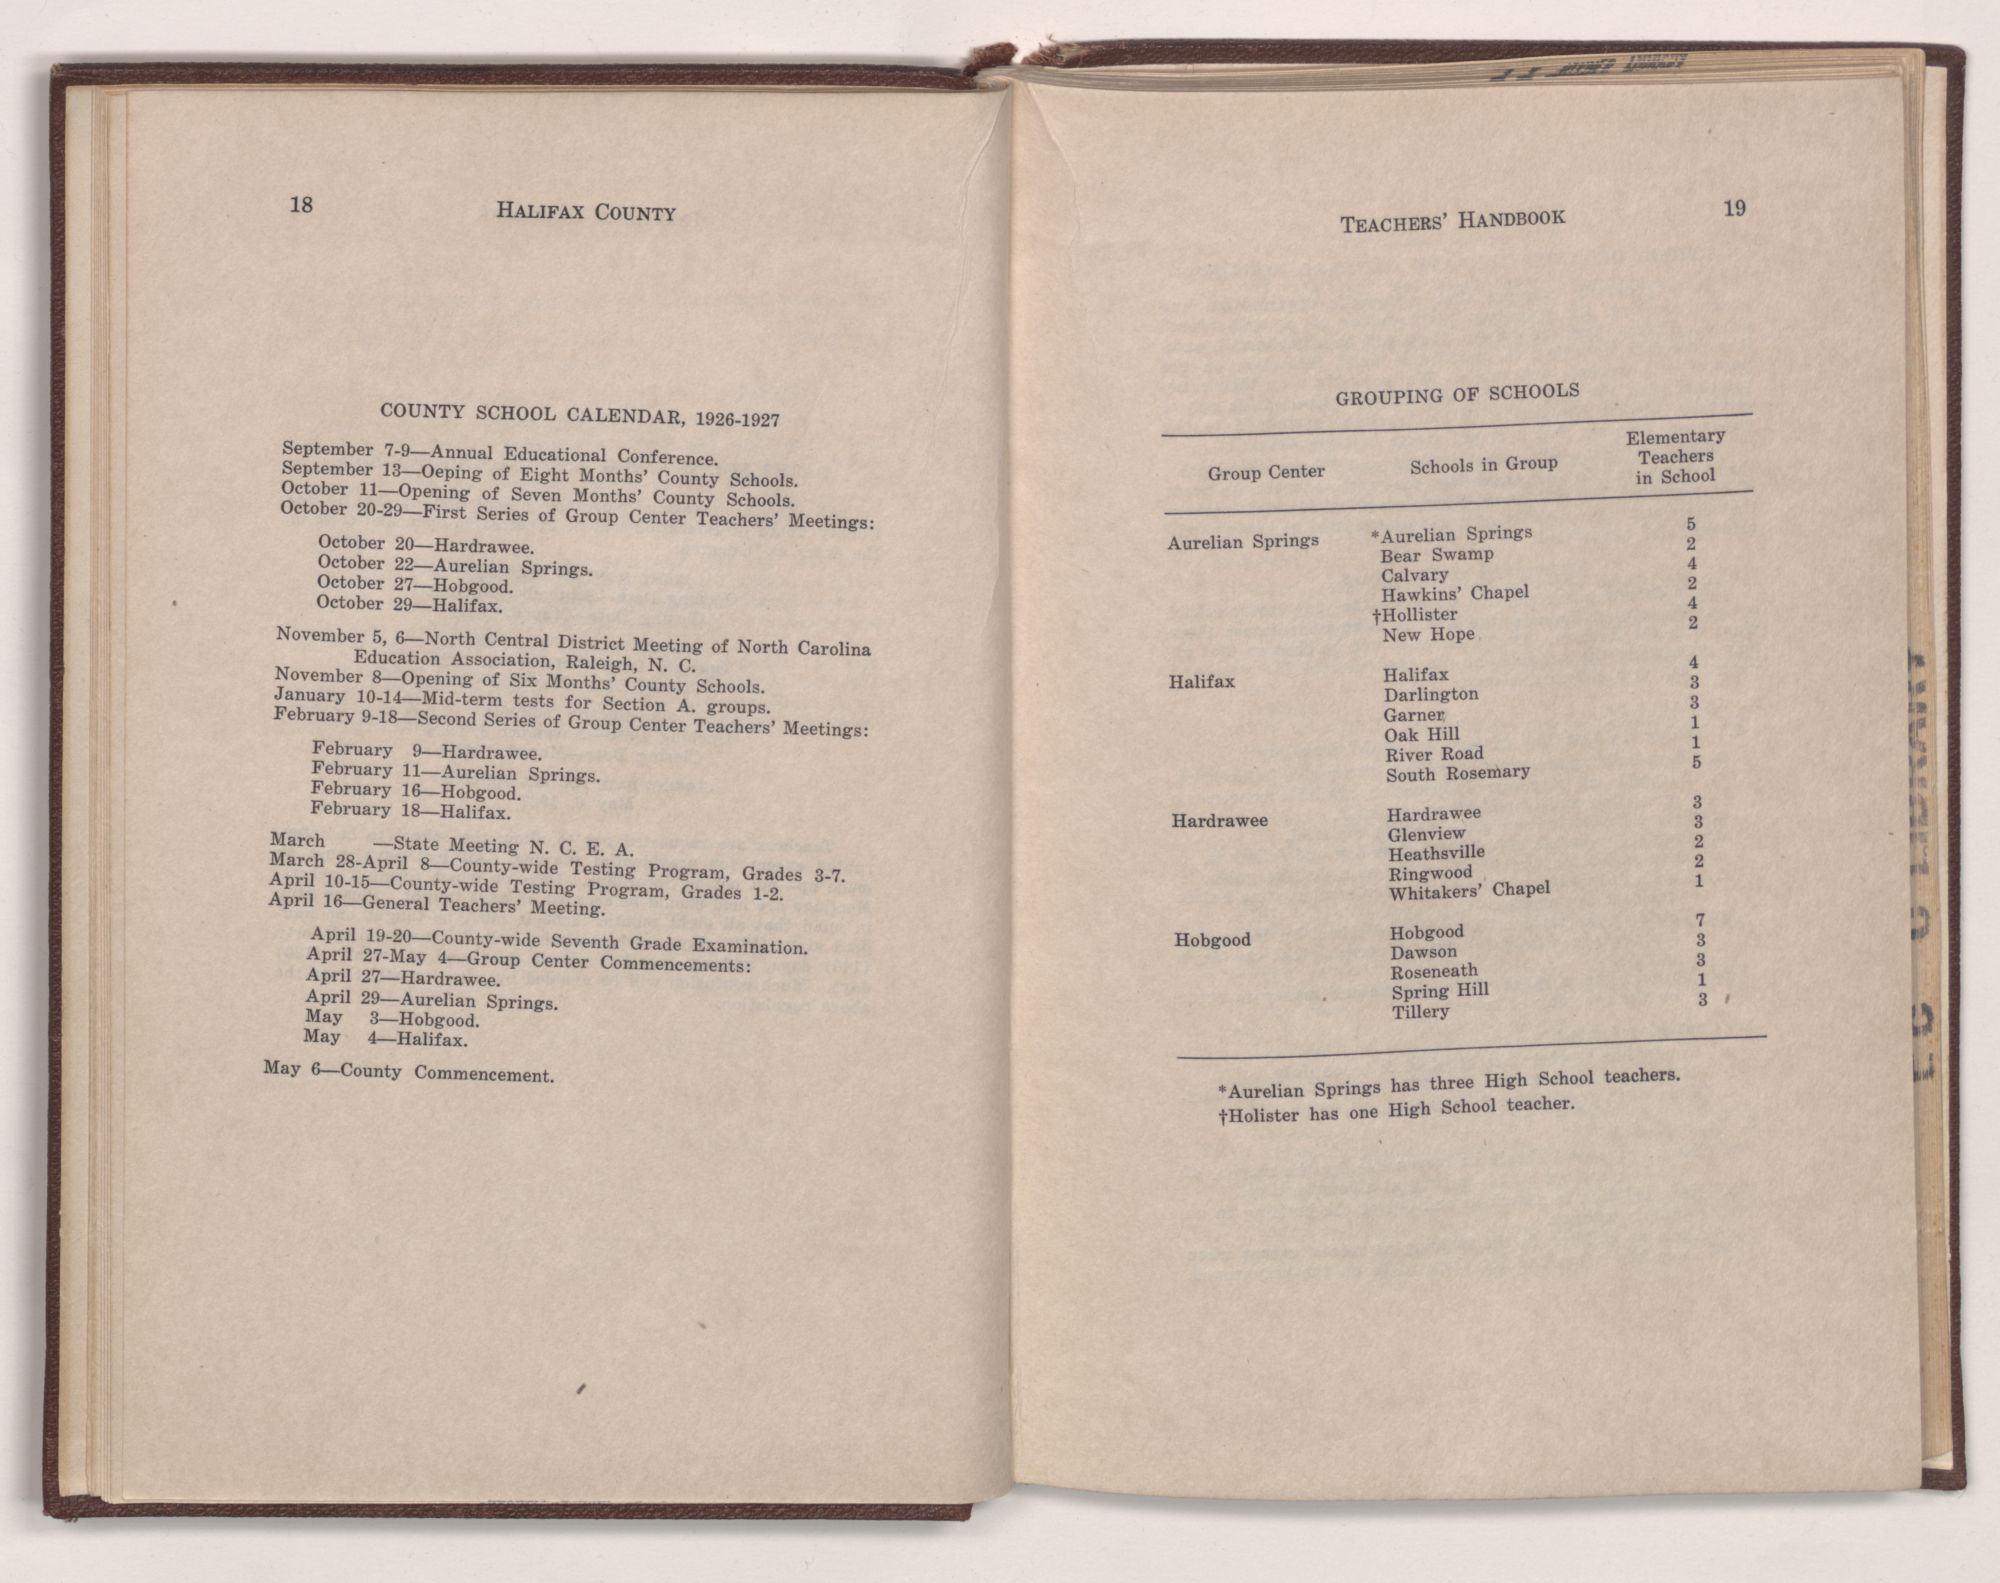 18
HALIFAX COUNTY
COUNTY SCHOOL CALENDAR, 1926-1927
September 7-9—Annual Educational Conference.
September 13—Oeping of Eight Months' County Schools.
October 11—Opening of Seven Months' County Schools.
October 20-29—First Series of Group Center Teachers' Meetings:
October 20—Hardrawee.
October 22—Aurelian Springs.
October 27—Hobgood.
October 29—Halifax.
November 5, 6—North Central District Meeting of North Carolina
Education Association, Raleigh, N. C.
November 8—Opening of Six Months' County Schools.
January 10-14—Mid-term tests for Section A. groups.
February 9-18—Second Series of Group Center Teachers' Meetings:
February 9—Hardrawee.
February 11—Aurelian Springs.
February 16—Hobgood.
February 18—Halifax.
March —State Meeting N. C. E. A.
March 28-April 8—County-wide Testing Program, Grades 3-7.
April 10-15—County-wide Testing Program, Grades 1-2.
April 16—General Teachers' Meeting.
April 19-20—County-wide Seventh Grade Examination.
April 27-May 4—Group Center Commencements:
April 27—Hardrawee.
April 29—Aurelian Springs.
May 3—Hobgood.
May 4—Halifax.
May 6—County Commencement.
TEACHERS' HANDBOOK
19
GROUPING OF SCHOOLS
Group Center Schools in Group Elementary
Teachers
in School
Aurelian Springs *Aurelian Springs 5
Bear Swamp 2
Calvary 4
Hawkins' Chapel 2
†Hollister 4
New Hope 2
Halifax Halifax 4
Darlington 3
Garner 3
Oak Hill 1
River Road 1
South Rosemary 5
Hardrawee Hardrawee 3
Glenview 3
Heathsville 2
Ringwood 2
Whitakers' Chapel 1
Hobgood Hobgood 7
Dawson 3
Roseneath 3
Spring Hill 1
Tillery 3
*Aurelian Springs has three High School teachers.
†Holister has one High School teacher.